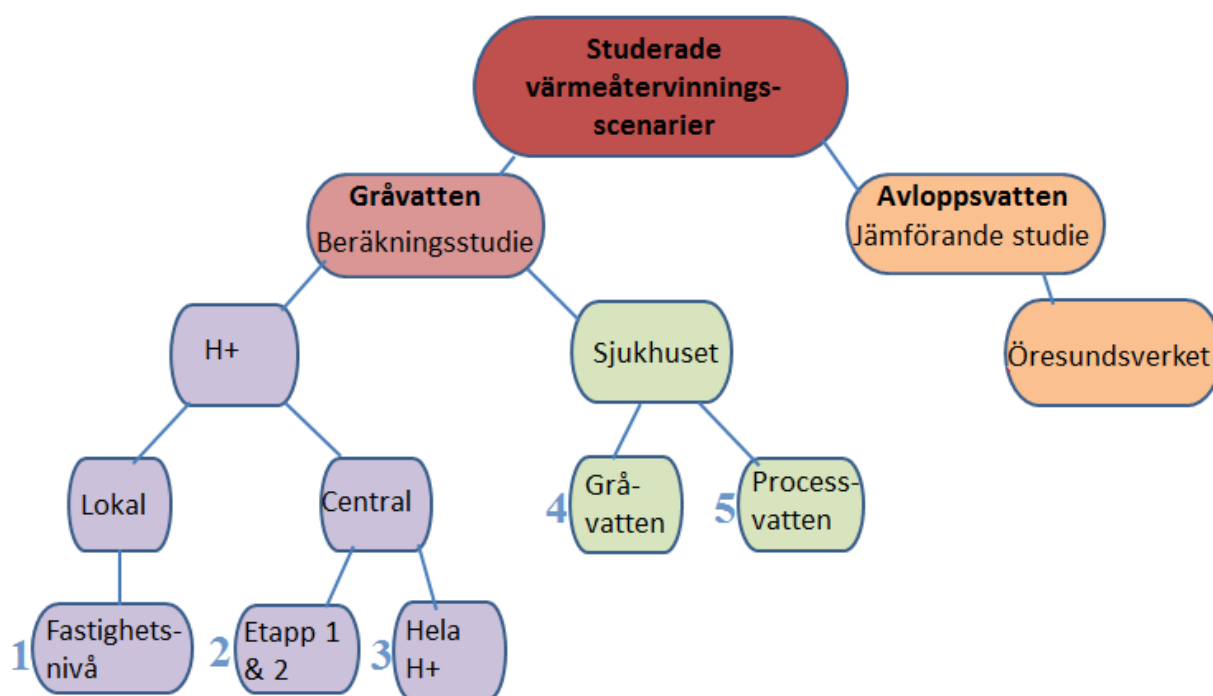 Studerade
värmeåtervinnings-
scenarier
Gråvatten
Beräkningsstudie
Avloppsvatten
Jämförande studie
H+
Sjukhuset
Öresundsverket
Lokal
Central
4
Grå-
vatten
5
Process-
vatten
1
Fastighets-
nivå
2
Etapp 1
& 2
3
Hela
H+